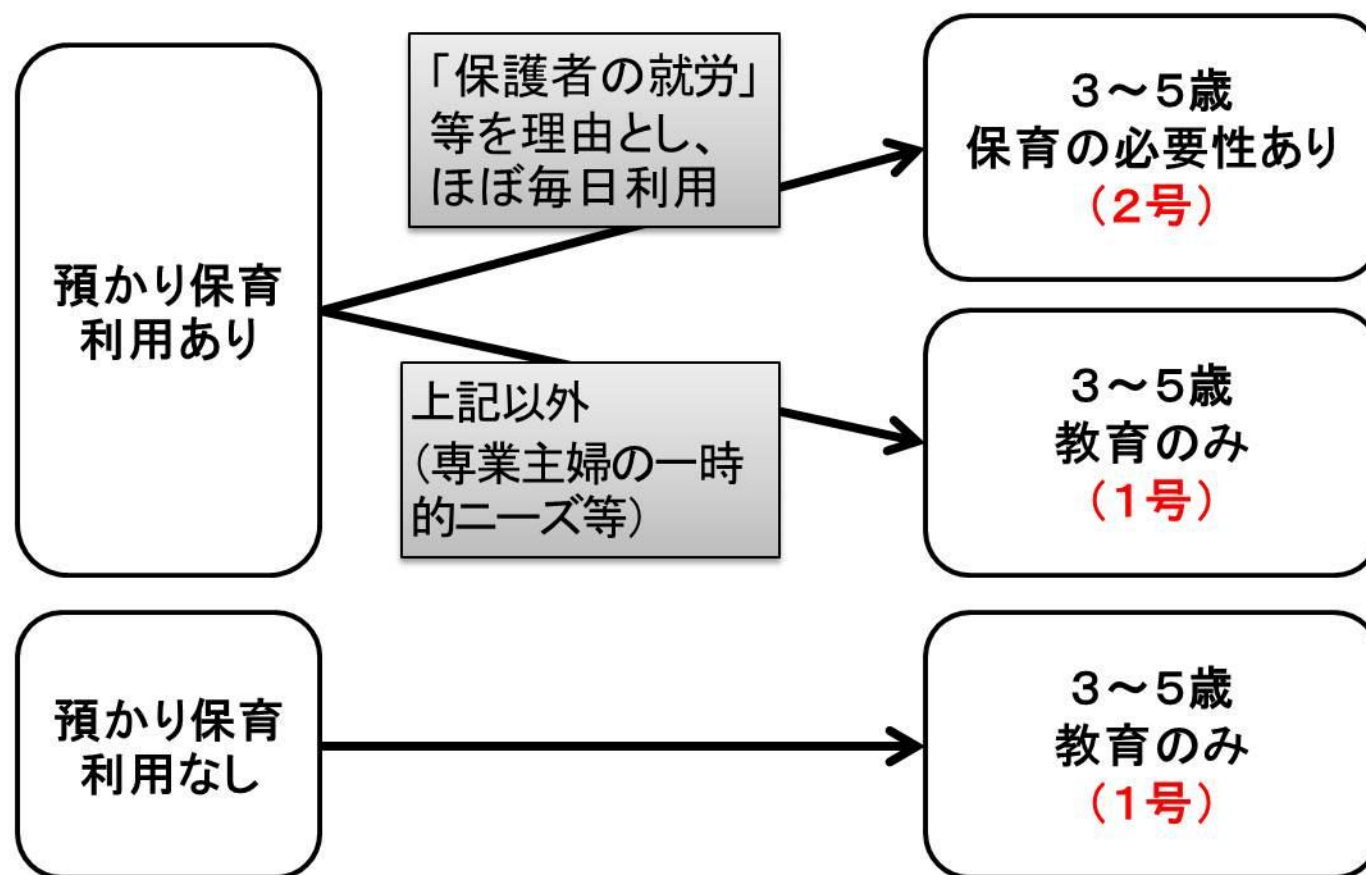 預かり保育
利用あり
「保護者の就労」
等を理由とし、
ほぼ毎日利用
3～5歳
保育の必要性あり
（2号）
上記以外
（専業主婦の一時
的ニーズ等）
3～5歳
教育のみ
（1号）
預かり保育
利用なし
3～5歳
教育のみ
（1号）